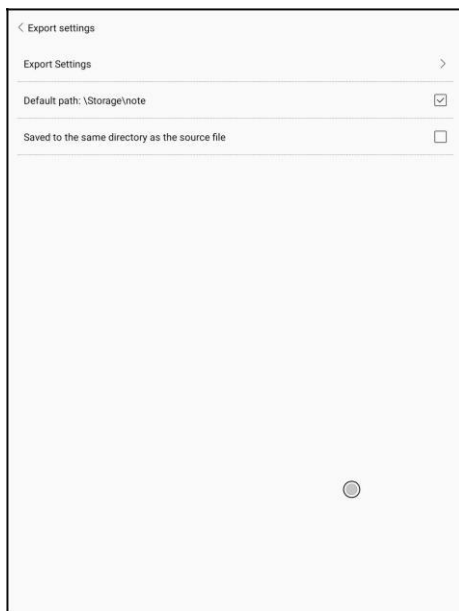 Export settings
Export Settings
Default path: \Storage\note
Saved to the same directory as the source file